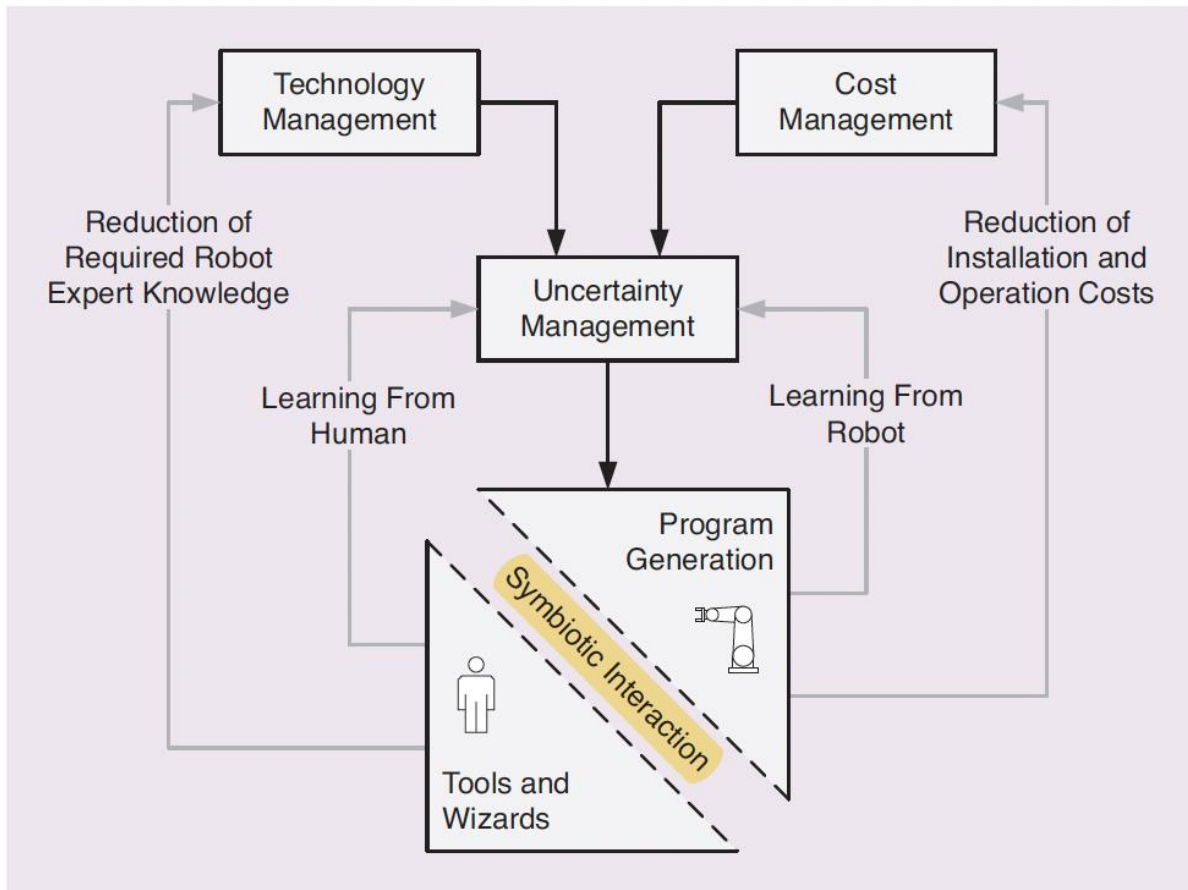 Technology
Management
Cost
Management
Reduction of
Required Robot
Expert Knowledge
Reduction of
Installation and
Operation Costs
Uncertainty
Management
Learning From
Human
Learning From
Robot
Program
Generation
Symbiotic Interaction
Tools and
Wizards